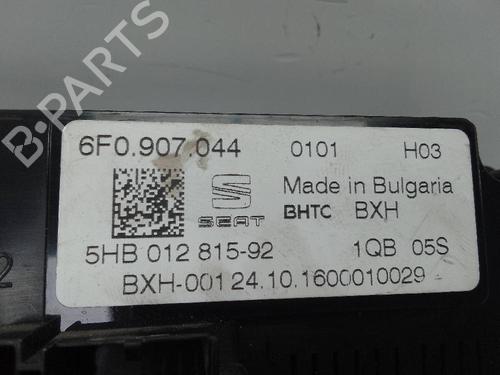 B-PARTS
6F0.907.044 0101 H03
SEAT Made in Bulgaria
BHTC BXH
5HB 012 815-92 1QB 05S
BXH-001 24.10.1600010029
2